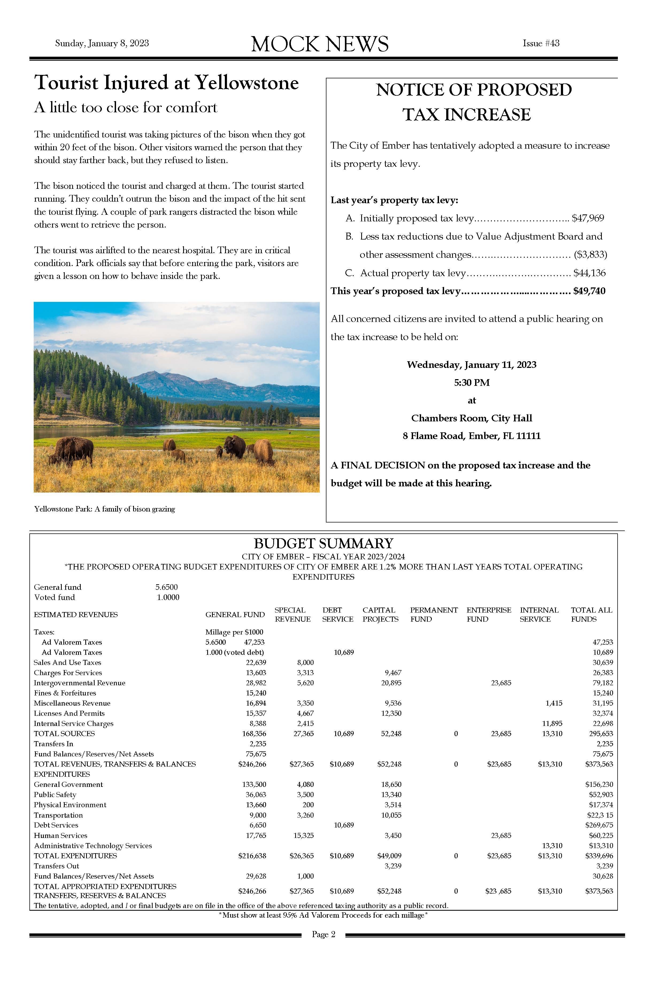 Sunday, January 8, 2023
MOCK NEWS
Issue #43
Tourist Injured at Yellowstone
A little too close for comfort
The unidentified tourist was taking pictures of the bison when they got
within 20 feet of the bison. Other visitors warned the person that they
should stay farther back, but they refused to listen.
The bison noticed the tourist and charged at them. The tourist started
running. They couldn’t outrun the bison and the impact of the hit sent
the tourist flying. A couple of park rangers distracted the bison while
others went to retrieve the person.
The tourist was airlifted to the nearest hospital. They are in critical
condition. Park officials say that before entering the park, visitors are
given a lesson on how to behave inside the park.
Yellowstone Park: A family of bison grazing
NOTICE OF PROPOSED
TAX INCREASE
The City of Ember has tentatively adopted a measure to increase
its property tax levy.
Last year’s property tax levy:
A. Initially proposed tax levy………………………….. $47,969
B. Less tax reductions due to Value Adjustment Board and
other assessment changes…………………………… ($3,833)
C. Actual property tax levy……………………………. $44,136
This year’s proposed tax levy………………....…………. $49,740
All concerned citizens are invited to attend a public hearing on
the tax increase to be held on:
Wednesday, January 11, 2023
5:30 PM
at
Chambers Room, City Hall
8 Flame Road, Ember, FL 11111
A FINAL DECISION on the proposed tax increase and the
budget will be made at this hearing.
BUDGET SUMMARY
CITY OF EMBER – FISCAL YEAR 2023/2024
*THE PROPOSED OPERATING BUDGET EXPENDITURES OF CITY OF EMBER ARE 1.2% MORE THAN LAST YEARS TOTAL OPERATING
EXPENDITURES
General fund 5.6500
Voted fund 1.0000
ESTIMATED REVENUES GENERAL FUND SPECIAL REVENUE DEBT SERVICE CAPITAL PROJECTS PERMANENT FUND ENTERPRISE FUND INTERNAL SERVICE TOTAL ALL FUNDS
Taxes: Millage per $1000
Ad Valorem Taxes 5.6500 47,253 47,253
Ad Valorem Taxes 1.000 (voted debt) 10,689 10,689
Sales And Use Taxes 22,639 8,000 30,639
Charges For Services 13,603 3,313 9,467 26,383
Intergovernmental Revenue 28,982 5,620 20,895 23,685 79,182
Fines & Forfeitures 15,240 15,240
Miscellaneous Revenue 16,894 3,350 9,536 1,415 31,195
Licenses And Permits 15,357 4,667 12,350 32,374
Internal Service Charges 8,388 2,415 11,895 22,698
TOTAL SOURCES 168,356 27,365 10,689 52,248 0 23,685 13,310 295,653
Transfers In 2,235 2,235
Fund Balances/Reserves/Net Assets 75,675 75,675
TOTAL REVENUES, TRANSFERS & BALANCES $246,266 $27,365 $10,689 $52,248 0 $23,685 $13,310 $373,563
EXPENDITURES
General Government 133,500 4,080 18,650 $156,230
Public Safety 36,063 3,500 13,340 $52,903
Physical Environment 13,660 200 3,514 $17,374
Transportation 9,000 3,260 10,055 $22,3 15
Debt Services 6,650 10,689 $269,675
Human Services 17,765 15,325 3,450 23,685 $60,225
Administrative Technology Services 13,310 $13,310
TOTAL EXPENDITURES $216,638 $26,365 $10,689 $49,009 0 $23,685 $13,310 $339,696
Transfers Out 3,239 3,239
Fund Balances/Reserves/Net Assets 29,628 1,000 30,628
TOTAL APPROPRIATED EXPENDITURES
TRANSFERS, RESERVES & BALANCES $246,266 $27,365 $10,689 $52,248 0 $23 ,685 $13,310 $373,563
The tentative, adopted, and I or final budgets are on file in the office of the above referenced taxing authority as a public record.
*Must show at least 95% Ad Valorem Proceeds for each millage*
Page 2